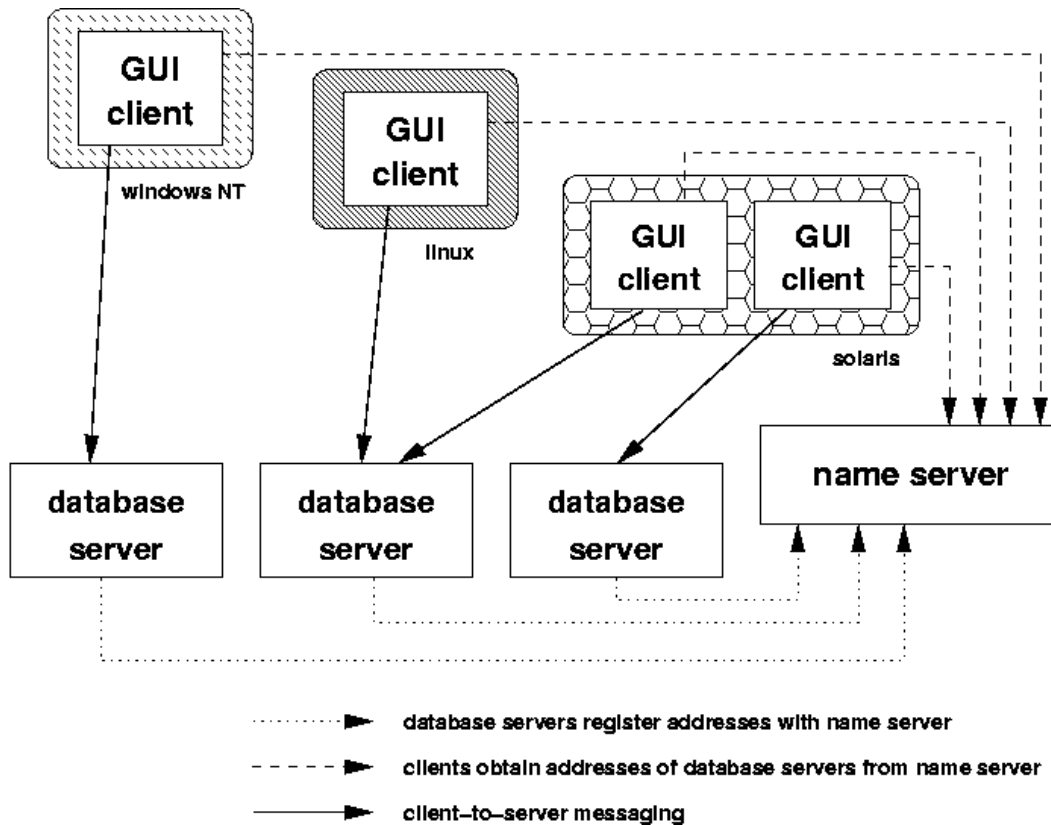 GUI
client
windows NT
GUI
client
linux
GUI
client
GUI
client
solaris
database
server
database
server
database
server
name server
database servers register addresses with name server
clients obtain addresses of database servers from name server
client-to-server messaging